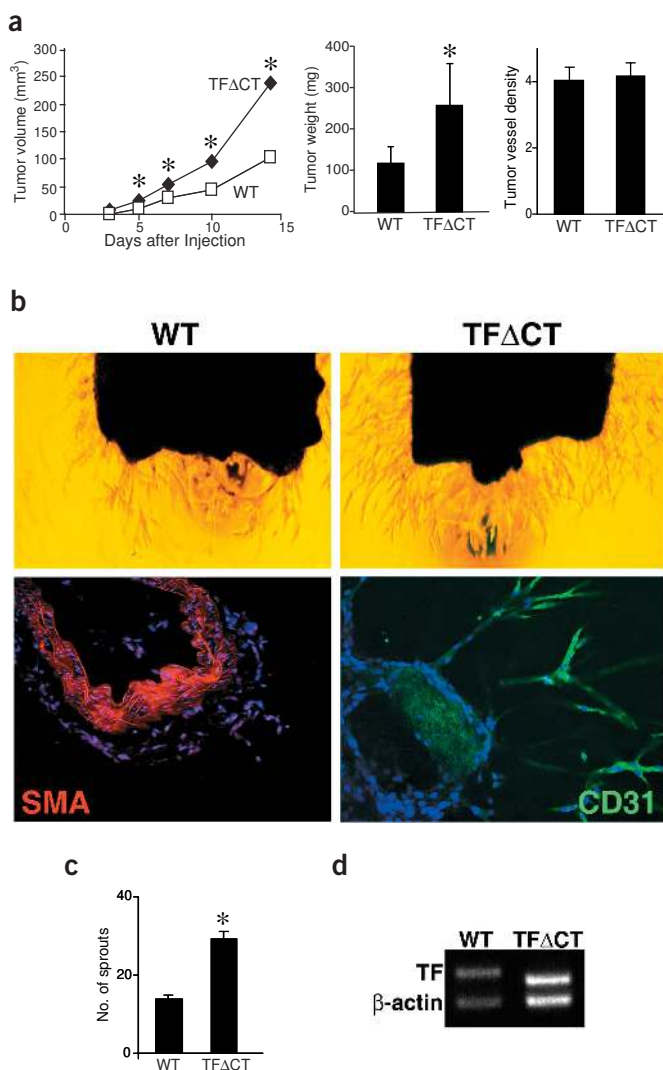 a
Tumor volume (mm3)
300
250
200
150
100
50
0
0
5
10
15
Days after Injection
TFΔCT
WT
*
*
*
*
Tumor weight (mg)
400
300
200
100
0
*
WT TFΔCT
Tumor vessel density
4
2
0
WT TFΔCT
b
WT
TFΔCT
SMA
CD31
c
No. of sprouts
40
20
0
*
WT TFΔCT
d
WT TFΔCT
TF
β-actin